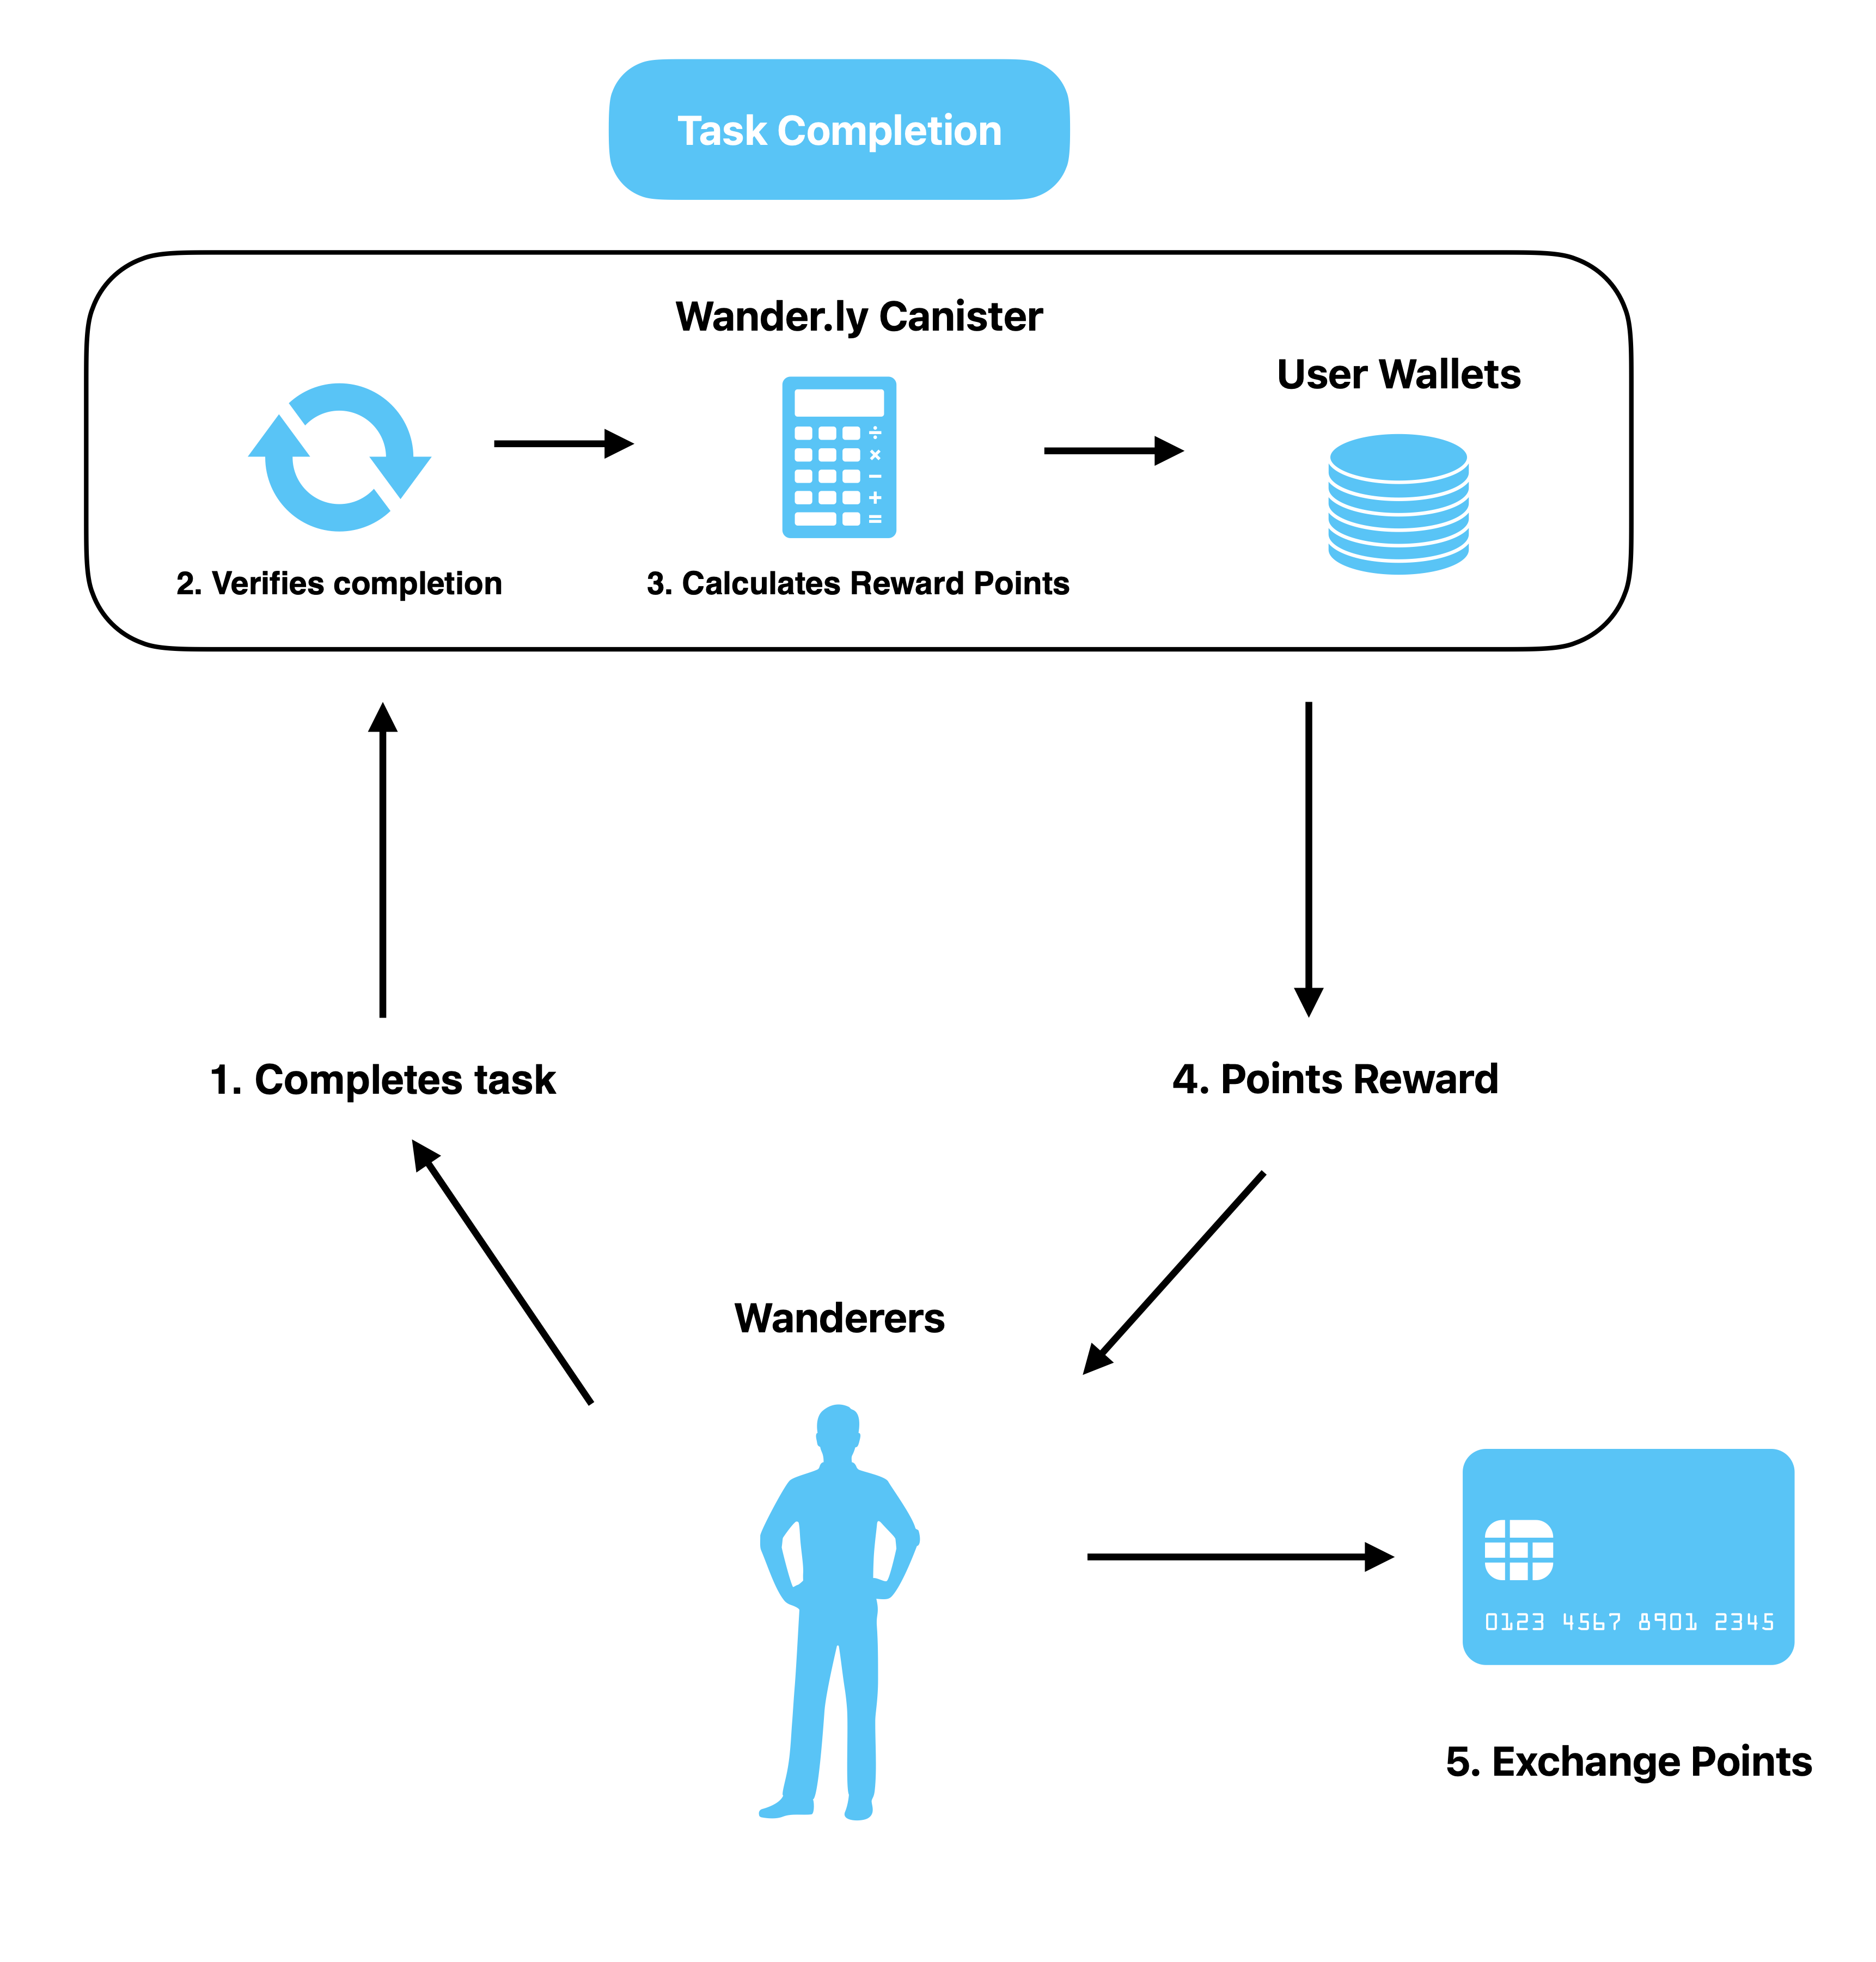 Task Completion
Wander.ly Canister
User Wallets
÷
×
−
+
=
2. Verifies completion
3. Calculates Reward Points
1. Completes task
4. Points Reward
Wanderers
0123 4567 8901 2345
5. Exchange Points